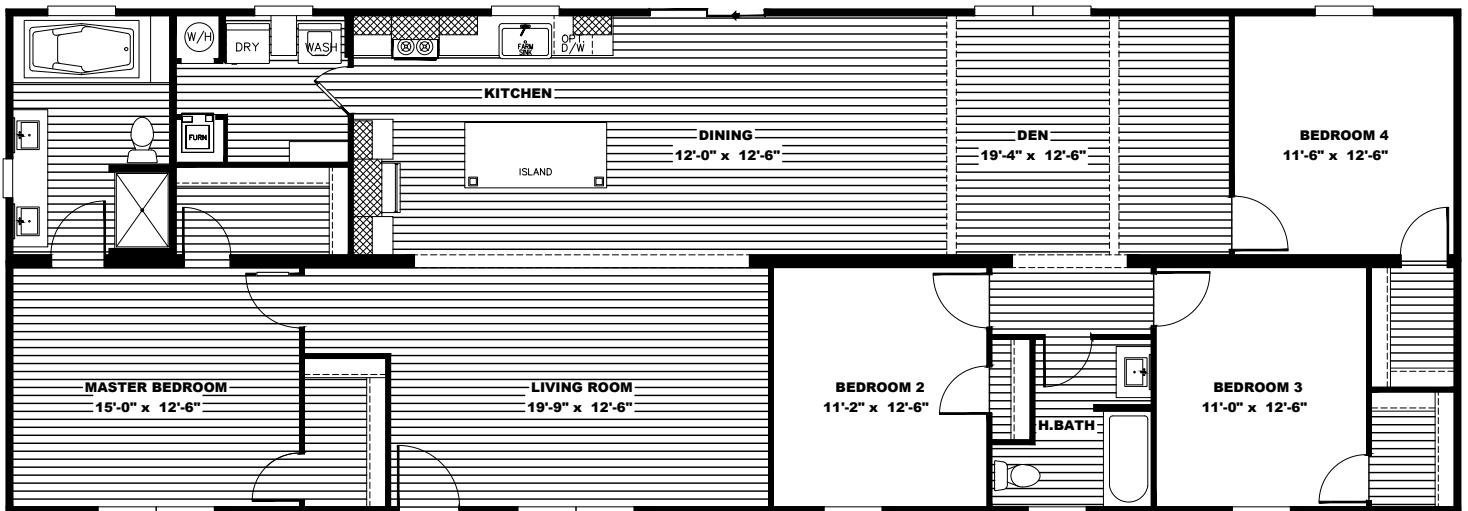 W/H
DRY
WASH
FARM
SINK
OPT.
D/W
KITCHEN
FURN
ISLAND
DINING
12'-0" x 12'-6"
DEN
19'-4" x 12'-6"
BEDROOM 4
11'-6" x 12'-6"
MASTER BEDROOM
15'-0" x 12'-6"
LIVING ROOM
19'-9" x 12'-6"
BEDROOM 2
11'-2" x 12'-6"
H.BATH
BEDROOM 3
11'-0" x 12'-6"